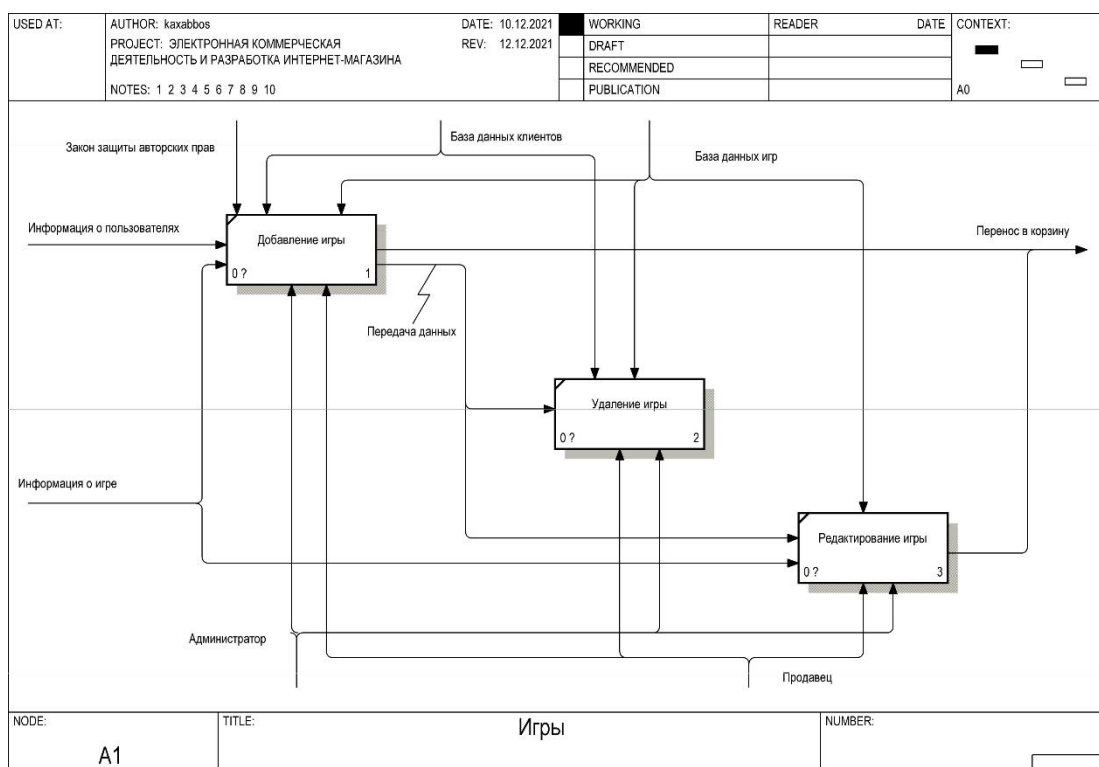 USED AT:
AUTHOR: kaxabbos
DATE: 10.12.2021
PROJECT: ЭЛЕКТРОННАЯ КОММЕРЧЕСКАЯ
ДЕЯТЕЛЬНОСТЬ И РАЗРАБОТКА ИНТЕРНЕТ-МАГАЗИНА
REV: 12.12.2021
NOTES: 1 2 3 4 5 6 7 8 9 10
WORKING
DRAFT
RECOMMENDED
PUBLICATION
READER
DATE
CONTEXT:
A0
База данных клиентов
Закон защиты авторских прав
База данных игр
Информация о пользователях
Добавление игры
0 ?
1
Перенос в корзину
Передача данных
Удаление игры
0 ?
2
Информация о игре
Редактирование игры
0 ?
3
Администратор
Продавец
NODE:
A1
TITLE:
Игры
NUMBER: